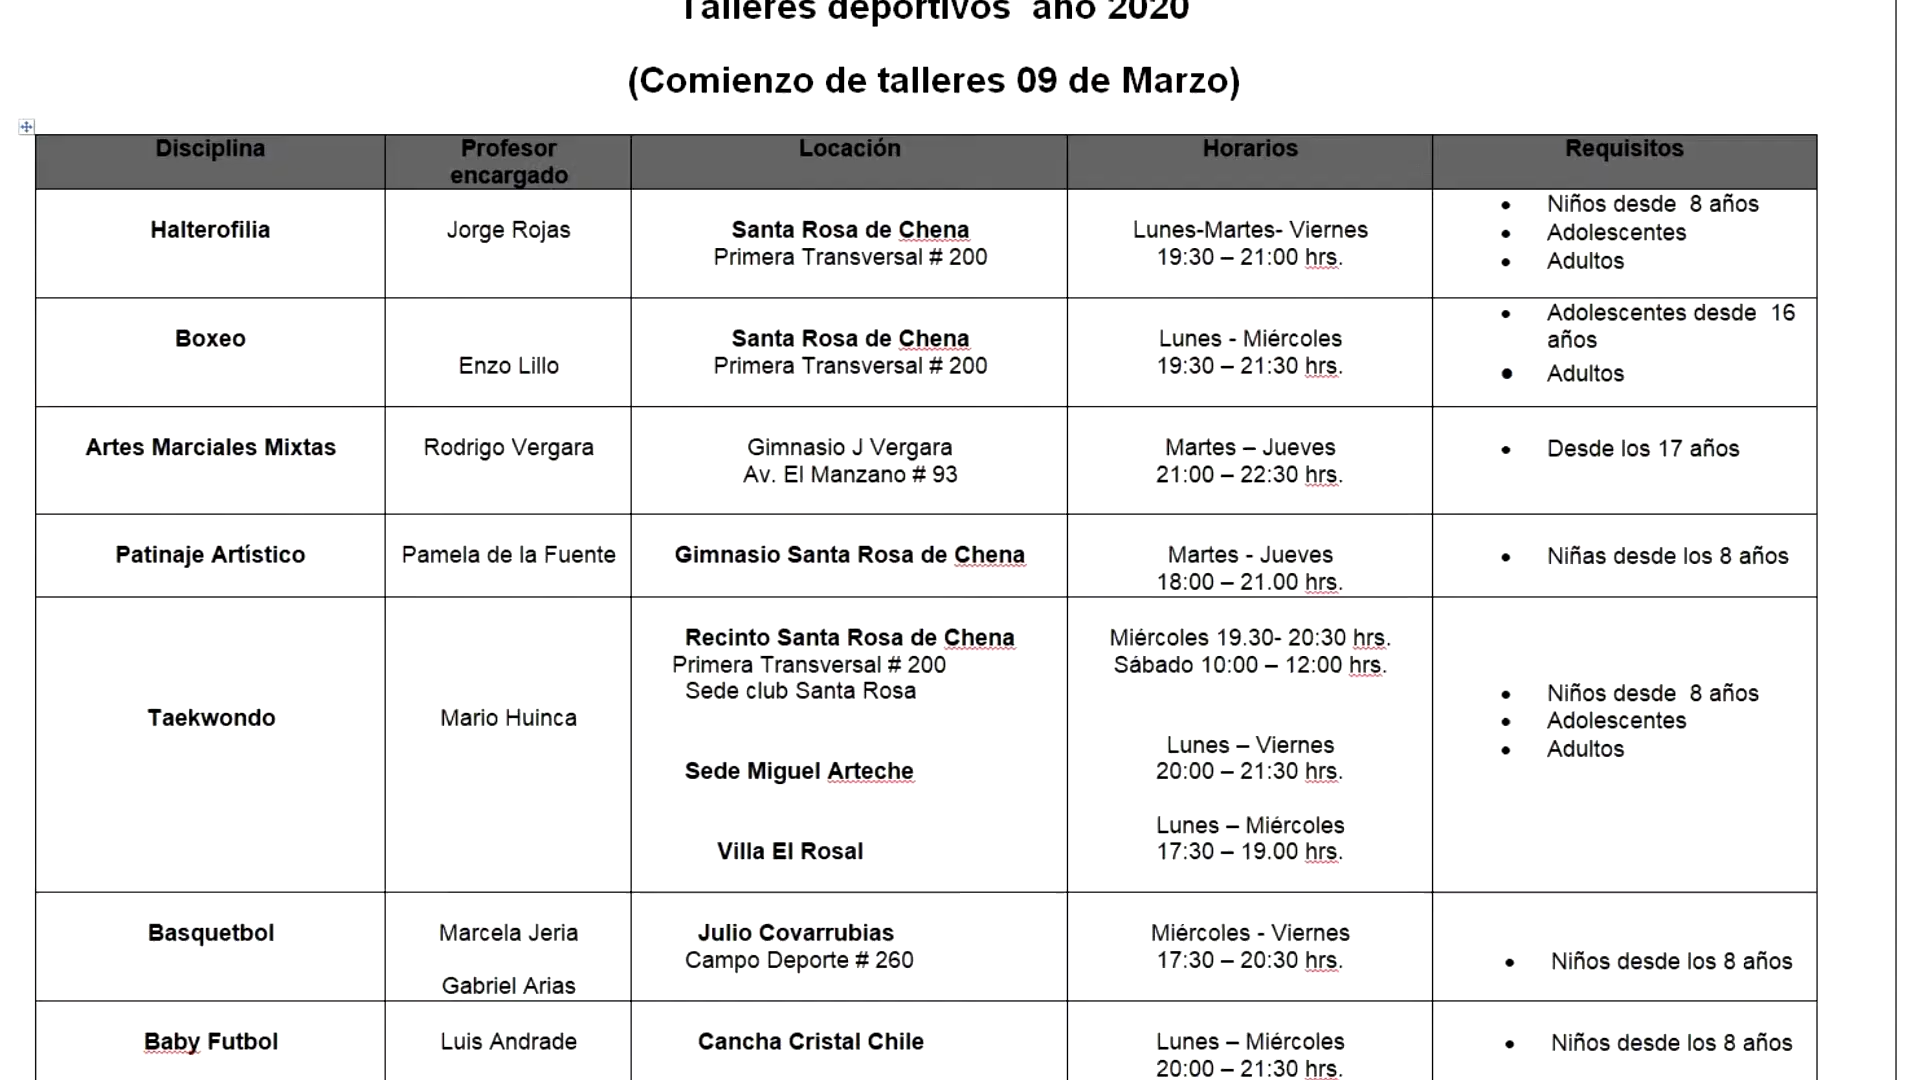 Talleres deportivos año 2020
(Comienzo de talleres 09 de Marzo)
Disciplina
Profesor
encargado
Locación
Horarios
Requisitos
Halterofilia
Jorge Rojas
Santa Rosa de Chena
Primera Transversal # 200
Lunes-Martes- Viernes
19:30 – 21:00 hrs.
• Niños desde 8 años
• Adolescentes
• Adultos
Boxeo
Enzo Lillo
Santa Rosa de Chena
Primera Transversal # 200
Lunes - Miércoles
19:30 – 21:30 hrs.
• Adolescentes desde 16
años
• Adultos
Artes Marciales Mixtas
Rodrigo Vergara
Gimnasio J Vergara
Av. El Manzano # 93
Martes – Jueves
21:00 – 22:30 hrs.
• Desde los 17 años
Patinaje Artístico
Pamela de la Fuente
Gimnasio Santa Rosa de Chena
Martes - Jueves
18:00 – 21.00 hrs.
• Niñas desde los 8 años
Taekwondo
Mario Huinca
Recinto Santa Rosa de Chena
Primera Transversal # 200
Sede club Santa Rosa
Sede Miguel Arteche
Villa El Rosal
Miércoles 19.30- 20:30 hrs.
Sábado 10:00 – 12:00 hrs.
Lunes – Viernes
20:00 – 21:30 hrs.
Lunes – Miércoles
17:30 – 19.00 hrs.
• Niños desde 8 años
• Adolescentes
• Adultos
Basquetbol
Marcela Jeria
Gabriel Arias
Julio Covarrubias
Campo Deporte # 260
Miércoles - Viernes
17:30 – 20:30 hrs.
• Niños desde los 8 años
Baby Futbol
Luis Andrade
Cancha Cristal Chile
Lunes – Miércoles
20:00 – 21:30 hrs.
• Niños desde los 8 años